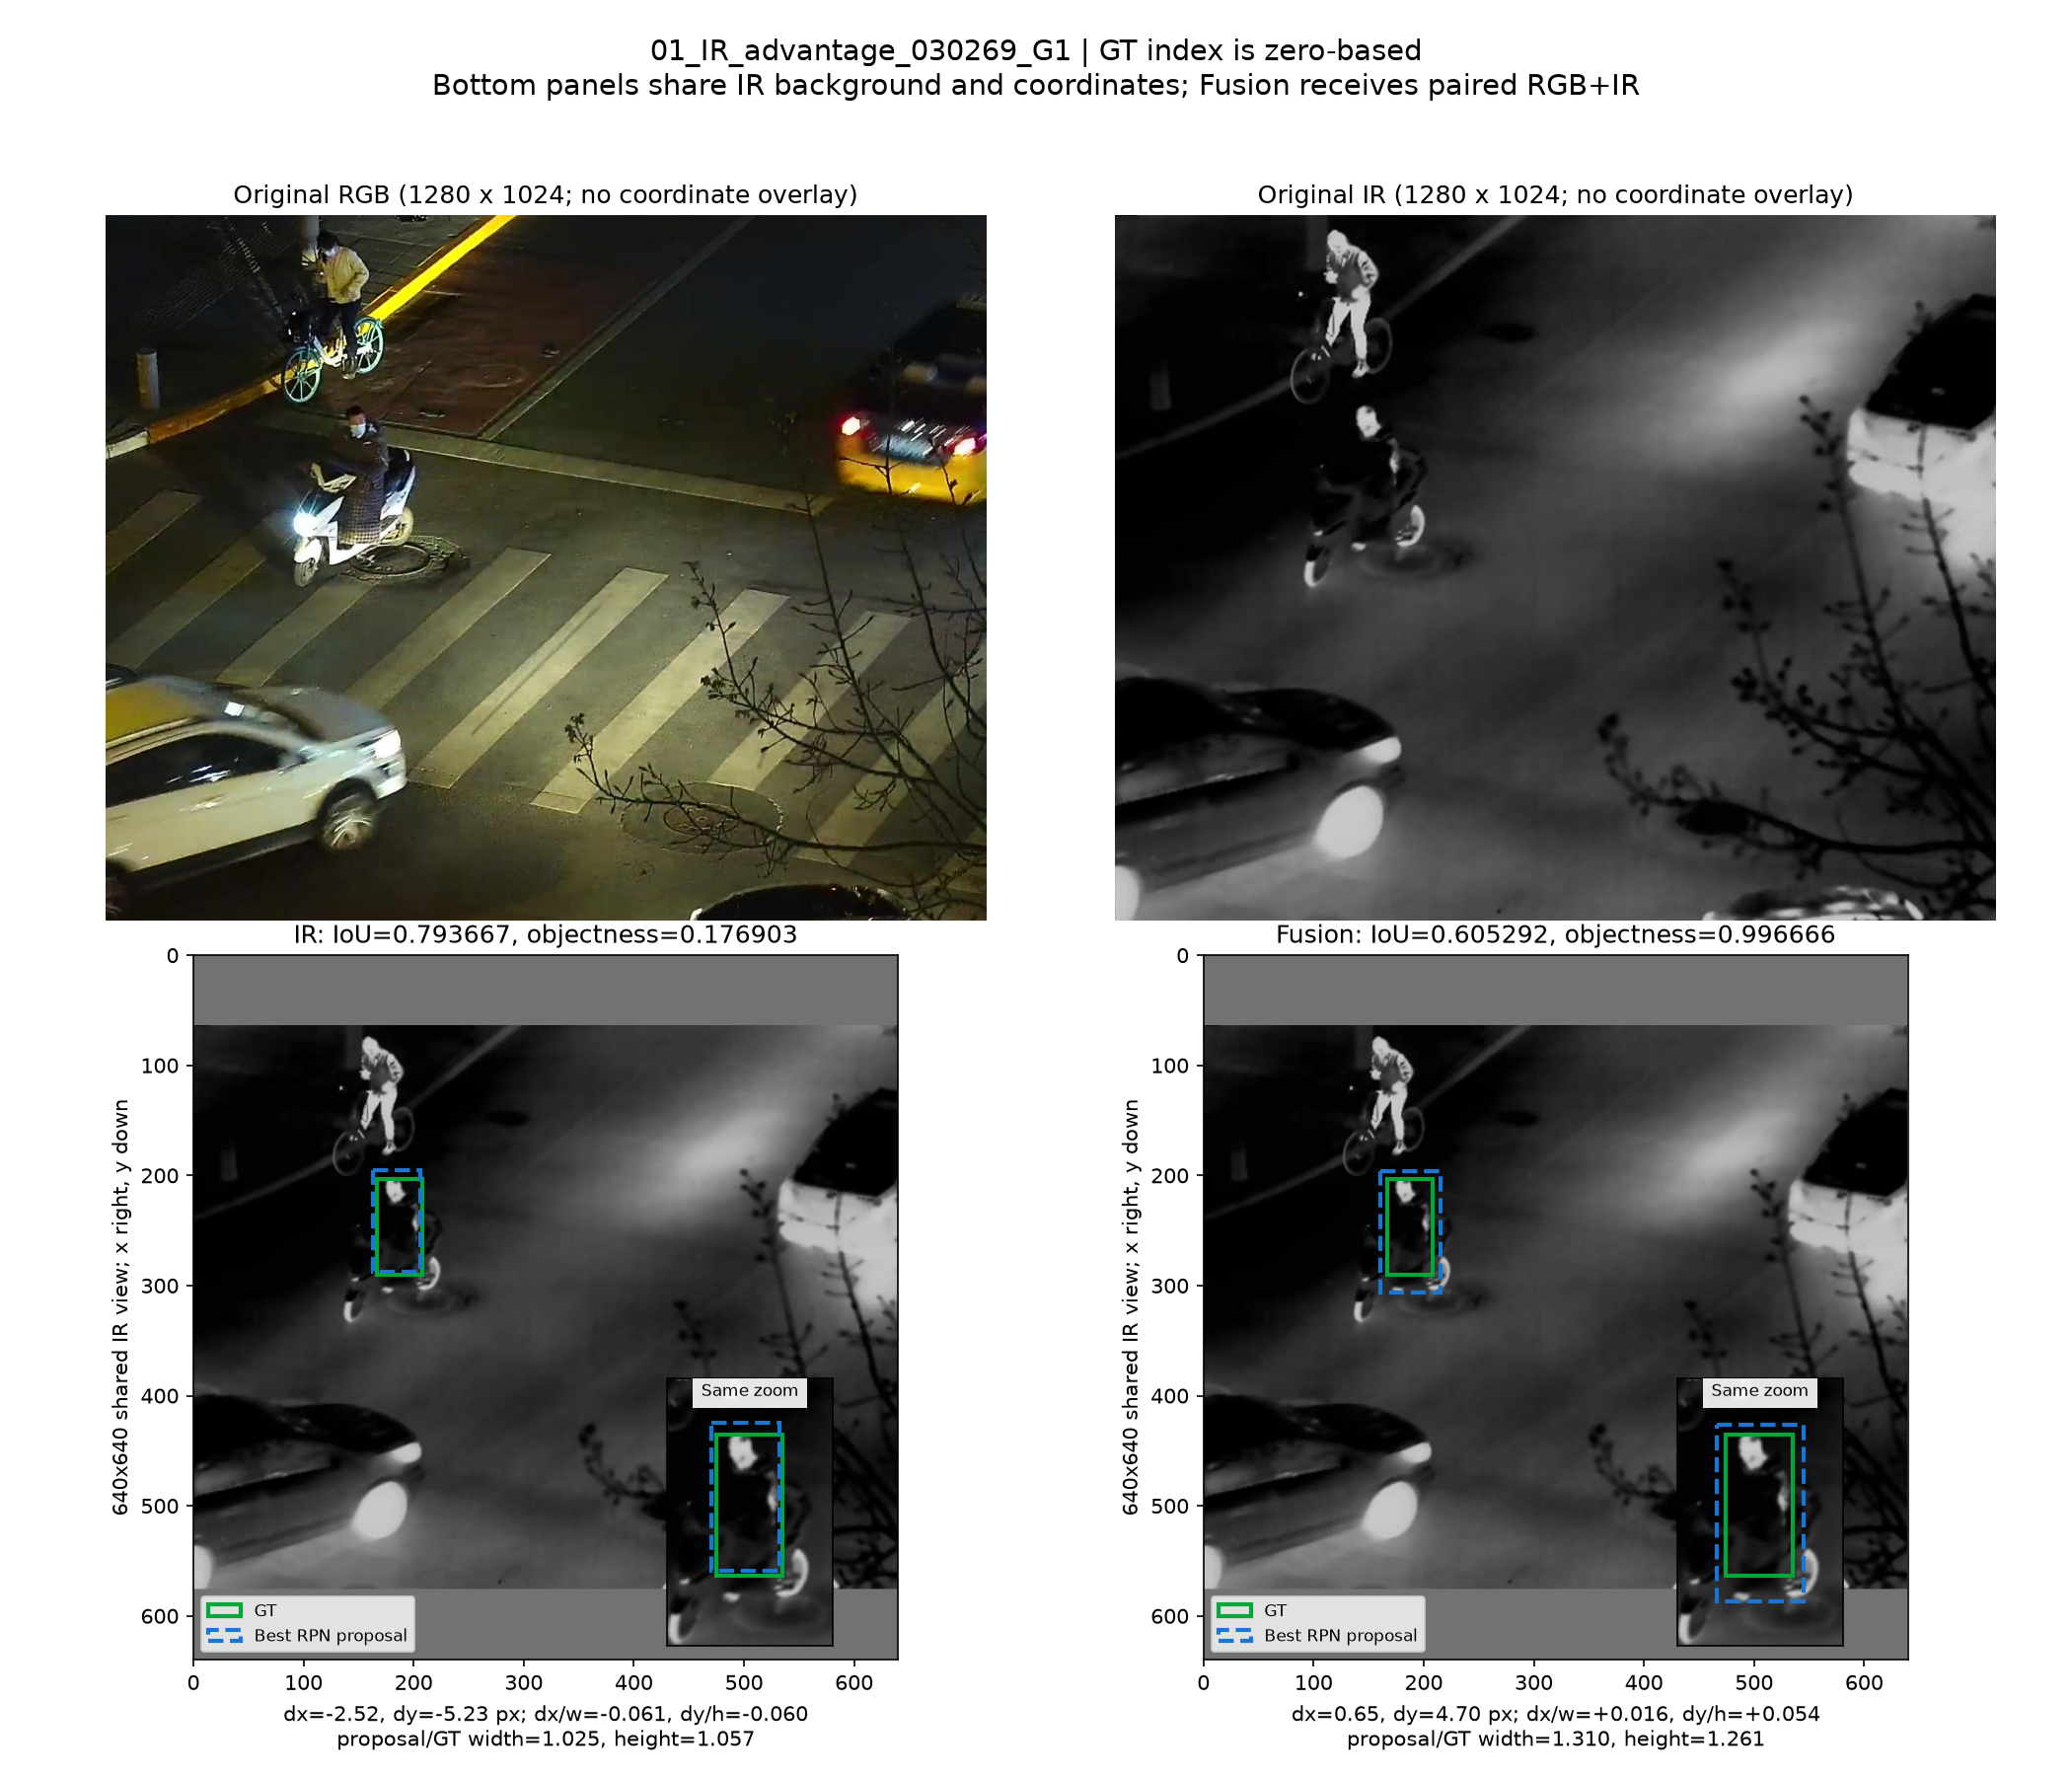 01_IR_advantage_030269_G1 | GT index is zero-based
Bottom panels share IR background and coordinates; Fusion receives paired RGB+IR
Original RGB (1280 x 1024; no coordinate overlay)
Original IR (1280 x 1024; no coordinate overlay)
IR: IoU=0.793667, objectness=0.176903
0
100
200
300
400
500
600
640x640 shared IR view; x right, y down
Same zoom
GT
Best RPN proposal
0
100
200
300
400
500
600
dx=-2.52, dy=-5.23 px; dx/w=-0.061, dy/h=-0.060
proposal/GT width=1.025, height=1.057
Fusion: IoU=0.605292, objectness=0.996666
0
100
200
300
400
500
600
640x640 shared IR view; x right, y down
Same zoom
GT
Best RPN proposal
0
100
200
300
400
500
600
dx=0.65, dy=4.70 px; dx/w=+0.016, dy/h=+0.054
proposal/GT width=1.310, height=1.261